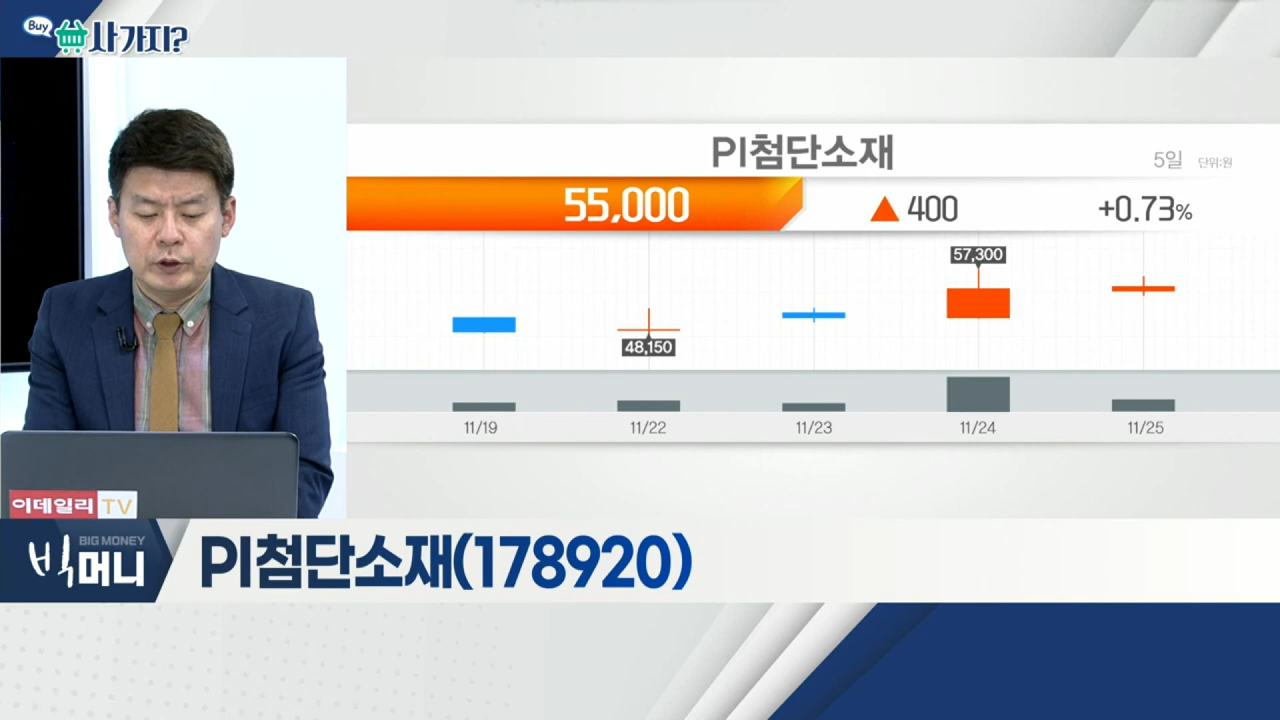 Buy 사가지?
PI첨단소재
5일 단위:원
55,000 ▲ 400 +0.73%
57,300
48,150
11/19 11/22 11/23 11/24 11/25
이데일리 TV
BIG MONEY
빅머니
PI첨단소재(178920)